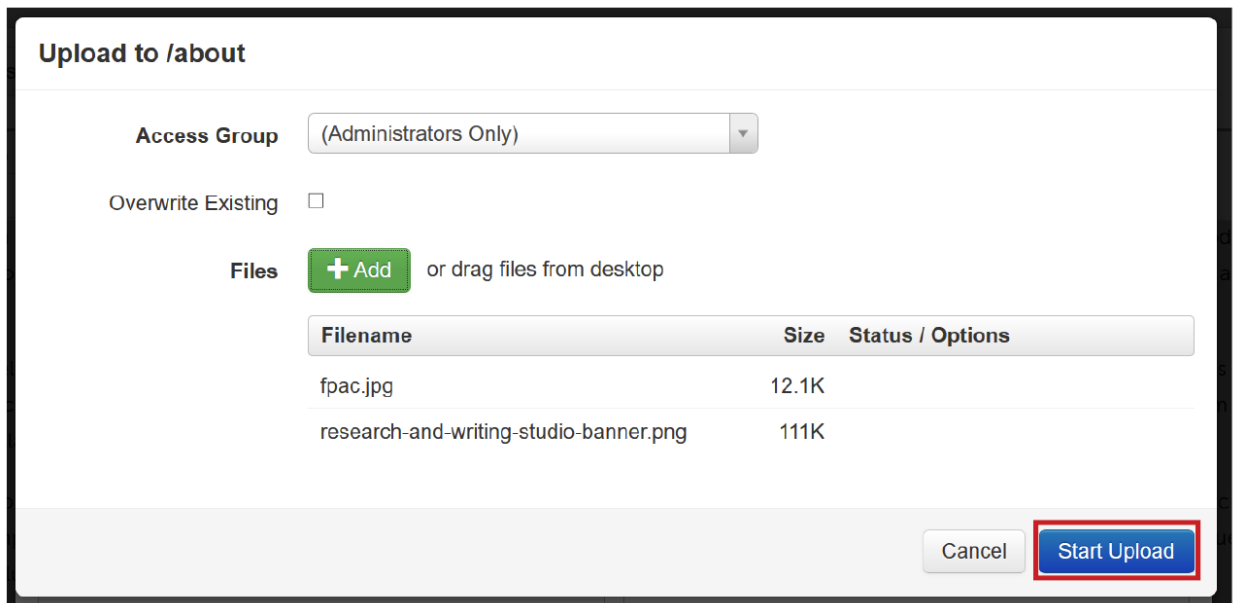 Upload to /about
Access Group (Administrators Only)
Overwrite Existing
Files + Add or drag files from desktop
Filename Size Status / Options
fpac.jpg 12.1K
research-and-writing-studio-banner.png 111K
Cancel Start Upload